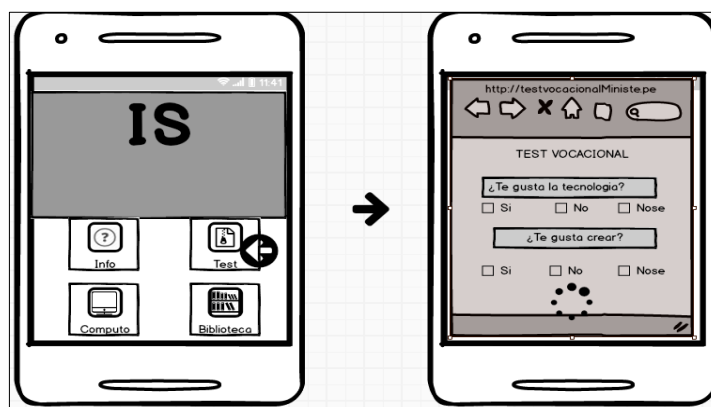 11:41
IS
Info
Test
Computo
Biblioteca
http://testvocacionalMiniste.pe
TEST VOCACIONAL
¿Te gusta la tecnologia?
Si No Nose
¿Te gusta crear?
Si No Nose